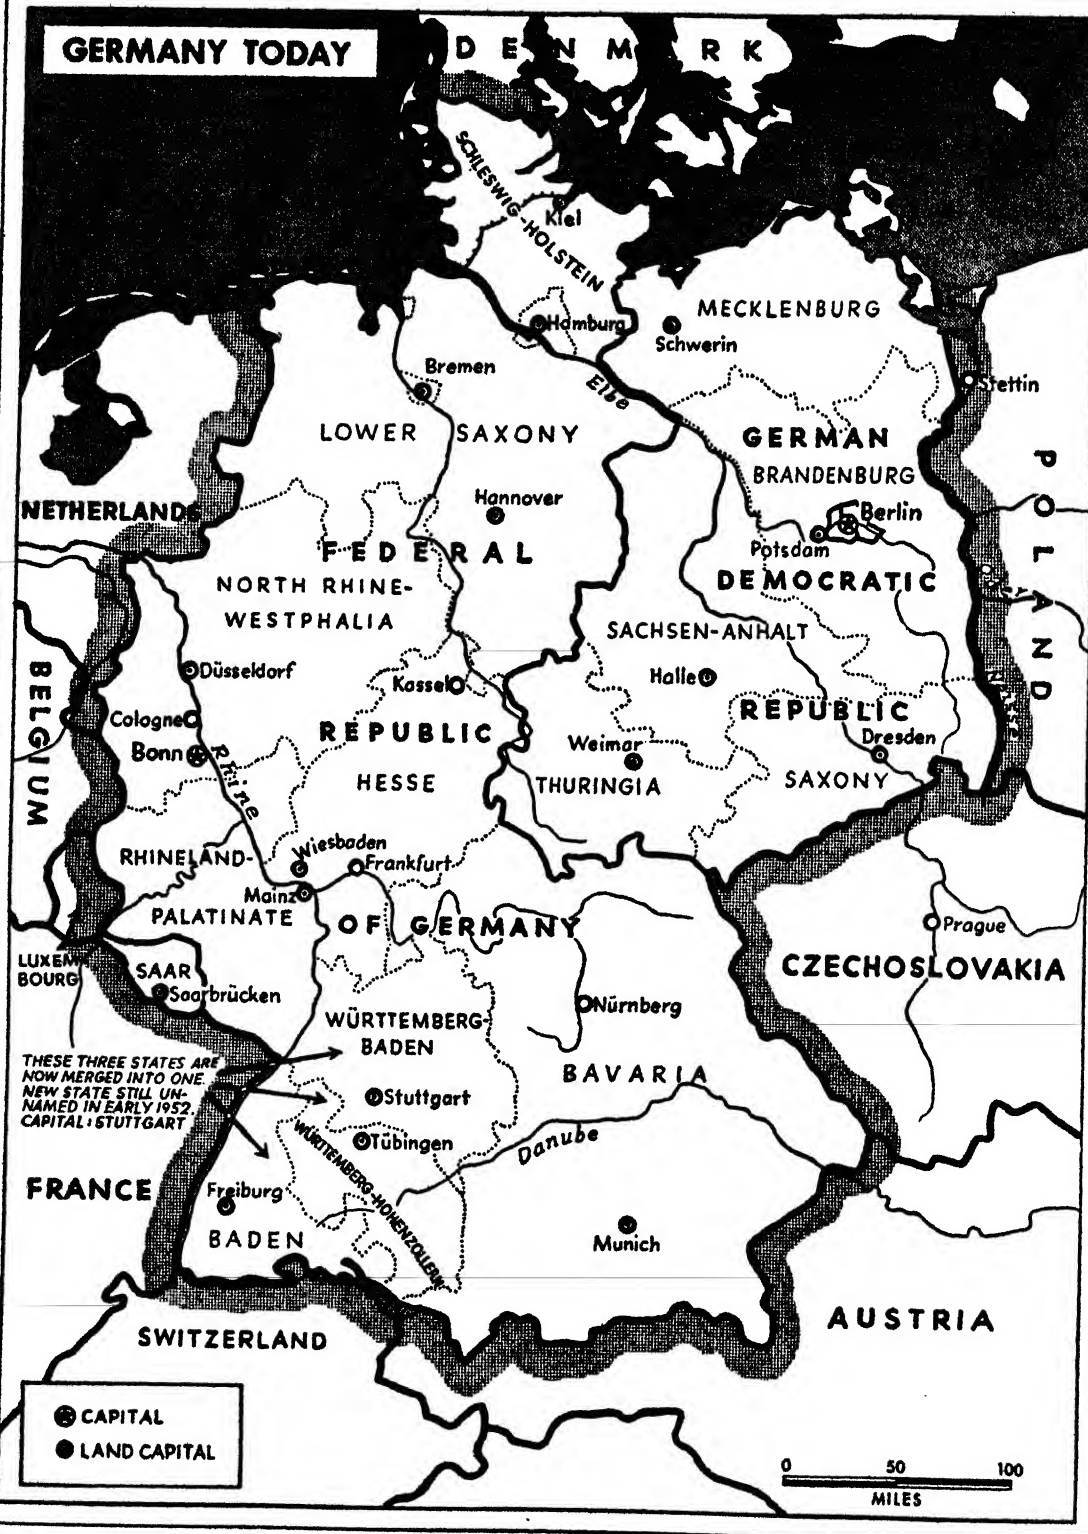 GERMANY TODAY
DENMARK
SCHLESWIG-HOLSTEIN
Kiel
MECKLENBURG
Hamburg
Schwerin
Bremen
Elbe
Stettin
LOWER SAXONY
GERMAN
BRANDENBURG
POLAND
NETHERLANDS
Hannover
Berlin
Potsdam
FEDERAL
DEMOCRATIC
NORTH RHINE-
WESTPHALIA
SACHSEN-ANHALT
BELGIUM
Düsseldorf
Kassel
Halle
NEISSE
Cologne
REPUBLIC
REPUBLIC
Bonn
Rhine
Weimar
Dresden
HESSE
THURINGIA
SAXONY
RHINELAND-
PALATINATE
Wiesbaden
Frankfurt
Mainz
OF GERMANY
Prague
LUXEM-
BOURG
SAAR
Saarbrücken
CZECHOSLOVAKIA
Nürnberg
WÜRTTEMBERG-
BADEN
THESE THREE STATES ARE
NOW MERGED INTO ONE.
NEW STATE STILL UN-
NAMED IN EARLY 1952.
CAPITAL: STUTTGART
BAVARIA
Stuttgart
Tübingen
Danube
WÜRTTEMBERG-HOHENZOLLERN
FRANCE
Freiburg
BADEN
Munich
SWITZERLAND
AUSTRIA
CAPITAL
LAND CAPITAL
0 50 100
MILES